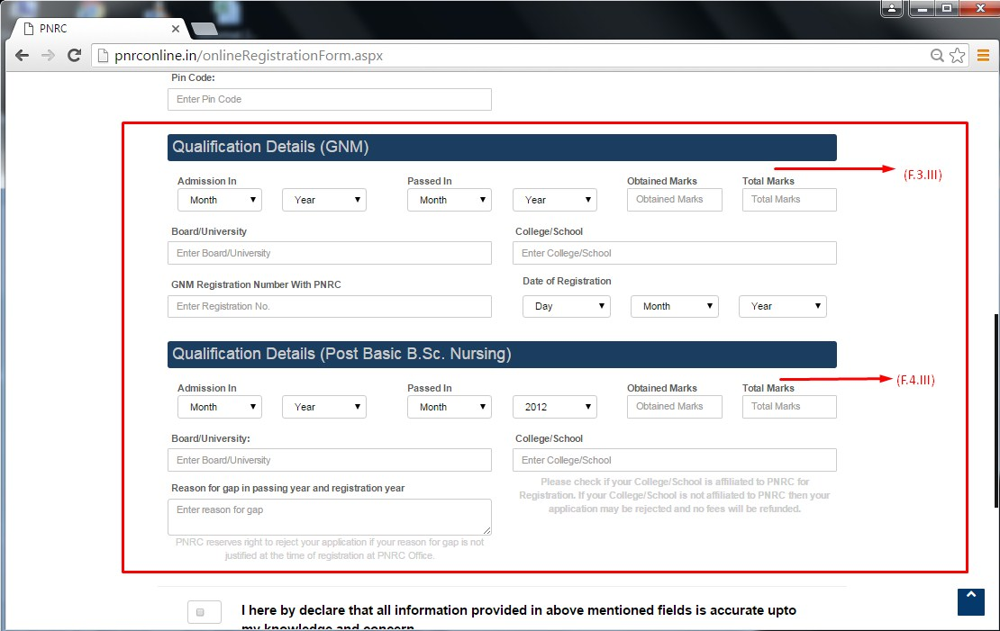 PNRC
pnrconline.in/onlineRegistrationForm.aspx
Pin Code:
Enter Pin Code
Qualification Details (GNM)
(F.3.III)
Admission In Passed In Obtained Marks Total Marks
Month Year Month Year Obtained Marks Total Marks
Board/University College/School
Enter Board/University Enter College/School
GNM Registration Number With PNRC Date of Registration
Enter Registration No. Day Month Year
Qualification Details (Post Basic B.Sc. Nursing)
(F.4.III)
Admission In Passed In Obtained Marks Total Marks
Month Year Month 2012 Obtained Marks Total Marks
Board/University: College/School
Enter Board/University Enter College/School
Please check if your College/School is affiliated to PNRC for
Registration. If your College/School is not affiliated to PNRC then your
application may be rejected and no fees will be refunded.
Reason for gap in passing year and registration year
Enter reason for gap
PNRC reserves right to reject your application if your reason for gap is not
justified at the time of registration at PNRC Office.
I here by declare that all information provided in above mentioned fields is accurate upto
my knowledge and concern